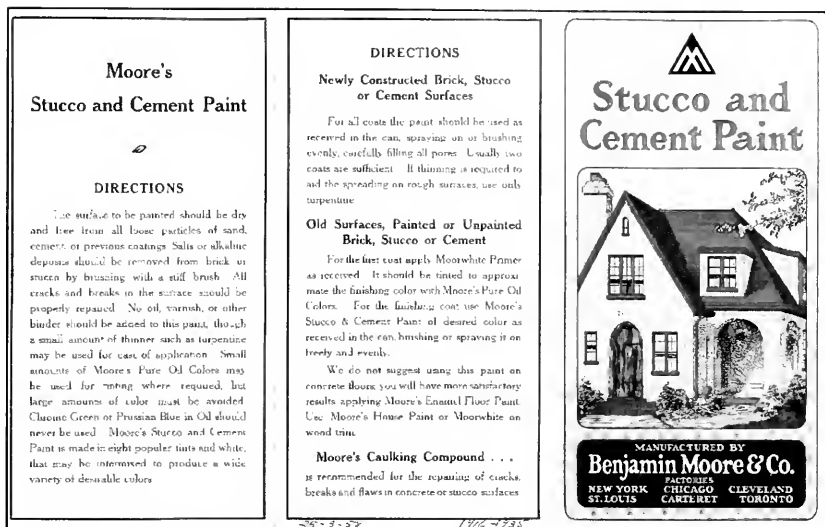 Moore's
Stucco and Cement Paint
DIRECTIONS
The surface to be painted should be dry
and free from all loose particles of sand,
cement, or previous coatings. Salts or alkaline
deposits should be removed from brick or
stucco by brushing with a stiff brush. All
cracks and breaks in the surface should be
properly repaired. No oil, varnish, or other
binder should be added to this paint, though
a small amount of thinner such as turpentine
may be used for ease of application. Small
amounts of Moore's Pure Oil Colors may
be used for tinting where required, but
large amounts of color must be avoided.
Chrome Green or Prussian Blue in Oil should
never be used. Moore's Stucco and Cement
Paint is made in eight popular tints and white,
that may be intermixed to produce a wide
variety of desirable colors.
DIRECTIONS
Newly Constructed Brick, Stucco
or Cement Surfaces
For all coats the paint should be used as
received in the can, spraying on or brushing
evenly, carefully filling all pores. Usually two
coats are sufficient. If thinning is required to
aid the spreading on rough surfaces, use only
turpentine
Old Surfaces, Painted or Unpainted
Brick, Stucco or Cement
For the first coat apply Moorwhite Primer
as received. It should be tinted to approxi
mate the finishing color with Moore's Pure Oil
Colors. For the finishing coat use Moore's
Stucco & Cement Paint of desired color as
received in the can, brushing or spraying it on
freely and evenly.
We do not suggest using this paint on
concrete floors, you will have more satisfactory
results applying Moore's Enamel Floor Paint.
Use Moore's House Paint or Moorwhite on
wood trim.
Moore's Caulking Compound . . .
is recommended for the repairing of cracks,
breaks and flaws in concrete or stucco surfaces
Stucco and
Cement Paint
MANUFACTURED BY
Benjamin Moore & Co.
FACTORIES
NEW YORK CHICAGO CLEVELAND
ST. LOUIS CARTERET TORONTO